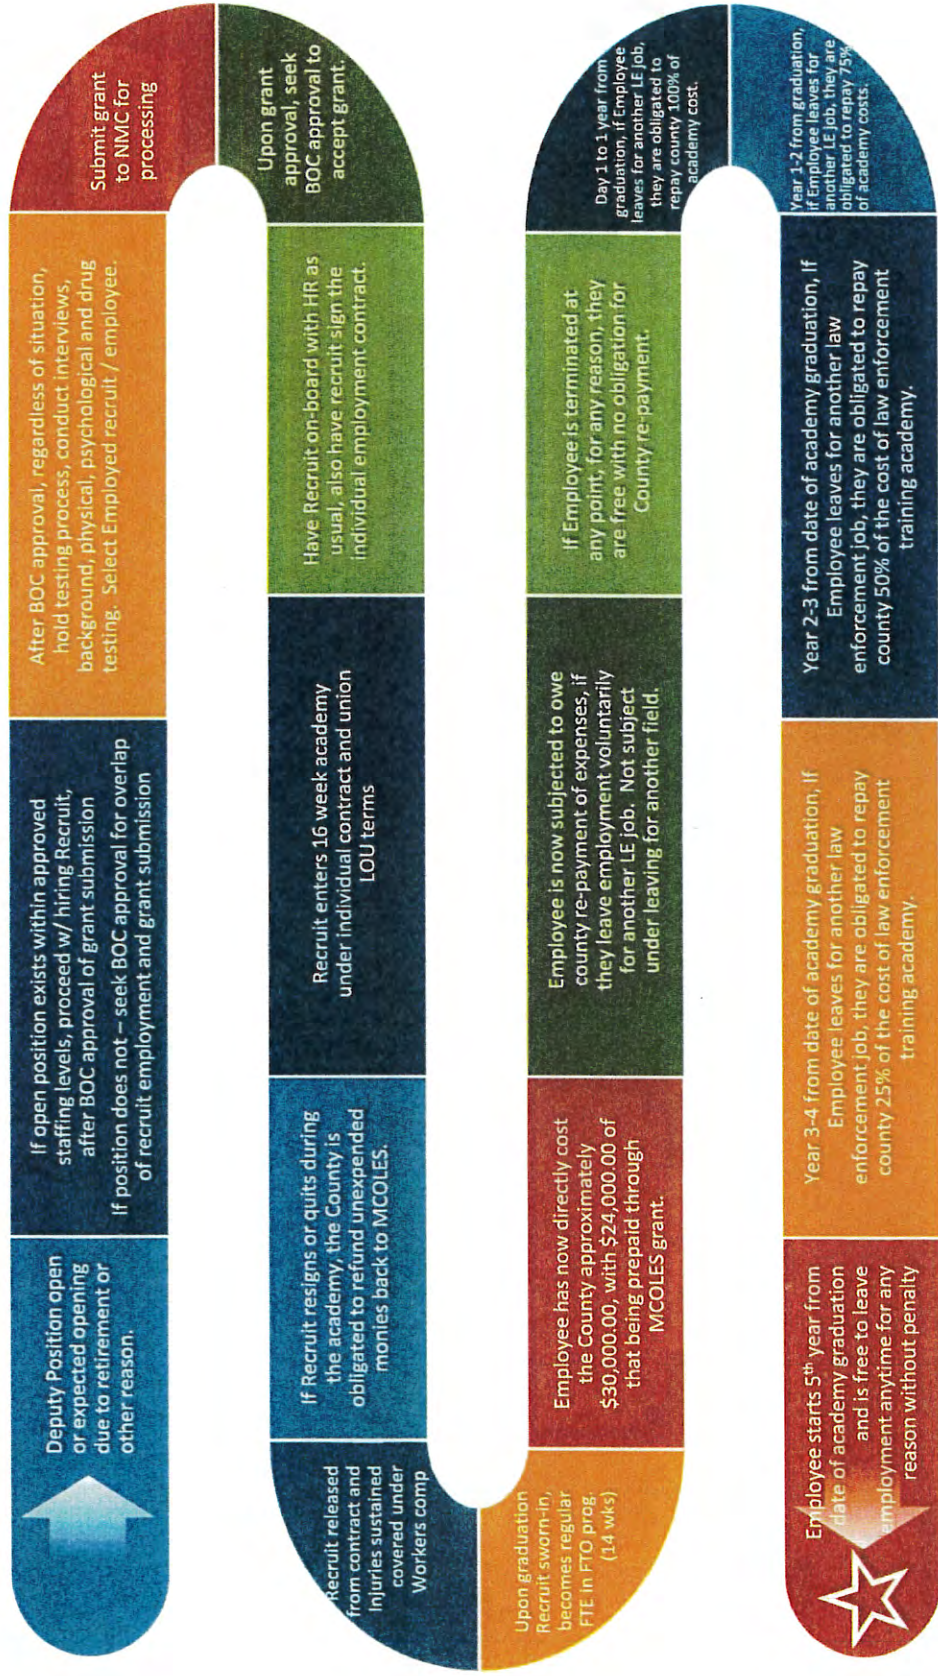 Deputy Position open
or expected opening
due to retirement or
other reason.
If open position exists within approved
staffing levels, proceed w/ hiring Recruit,
after BOC approval of grant submission
If position does not – seek BOC approval for overlap
of recruit employment and grant submission
After BOC approval, regardless of situation,
hold testing process, conduct interviews,
background, physical, psychological and drug
testing. Select Employed recruit / employee.
Submit grant
to NMC for
processing
Upon grant
approval, seek
BOC approval to
accept grant.
Have Recruit on-board with HR as
usual, also have recruit sign the
individual employment contract.
Recruit enters 16 week academy
under individual contract and union
LOU terms
If Recruit resigns or quits during
the academy, the County is
obligated to refund unexpended
monies back to MCOLES.
Recruit released
from contract and
Injuries sustained
covered under
Workers comp
Upon graduation
Recruit sworn-in,
becomes regular
FTE in FTO prog.
(14 wks)
Employee has now directly cost
the County approximately
$30,000.00, with $24,000.00 of
that being prepaid through
MCOLES grant.
Employee is now subjected to owe
county re-payment of expenses, if
they leave employment voluntarily
for another LE job. Not subject
under leaving for another field.
If Employee is terminated at
any point, for any reason, they
are free with no obligation for
County re-payment.
Day 1 to 1 year from
graduation, if Employee
leaves for another LE job,
they are obligated to
repay county 100% of
academy cost.
Year 1-2 from graduation,
if Employee leaves for
another LE job, they are
obligated to repay 75%
of academy costs.
Year 2-3 from date of academy graduation, If
Employee leaves for another law
enforcement job, they are obligated to repay
county 50% of the cost of law enforcement
training academy.
Year 3-4 from date of academy graduation, If
Employee leaves for another law
enforcement job, they are obligated to repay
county 25% of the cost of law enforcement
training academy.
Employee starts 5th year from
date of academy graduation
and is free to leave
employment anytime for any
reason without penalty